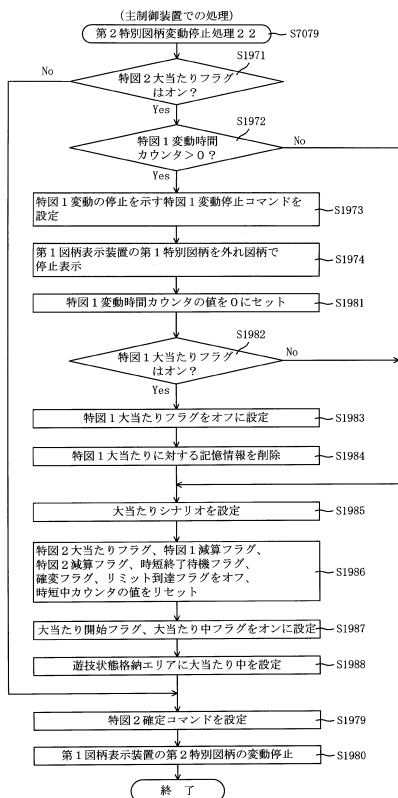 (主制御装置での処理)
第2特別図柄変動停止処理22
S7079
S1971
No
特図2大当たりフラグ
はオン?
Yes
S1972
特図1変動時間
カウンタ>0?
No
Yes
特図1変動の停止を示す特図1変動停止コマンドを
設定
S1973
第1図柄表示装置の第1特別図柄を外れ図柄で
停止表示
S1974
特図1変動時間カウンタの値を0にセット
S1981
S1982
特図1大当たりフラグ
はオン?
No
Yes
特図1大当たりフラグをオフに設定
S1983
特図1大当たりに対する記憶情報を削除
S1984
大当たりシナリオを設定
S1985
特図2大当たりフラグ、特図1減算フラグ、
特図2減算フラグ、時短終了待機フラグ、
確変フラグ、リミット到達フラグをオフ、
時短中カウンタの値をリセット
S1986
大当たり開始フラグ、大当たり中フラグをオンに設定
S1987
遊技状態格納エリアに大当たり中を設定
S1988
特図2確定コマンドを設定
S1979
第1図柄表示装置の第2特別図柄の変動停止
S1980
終 了